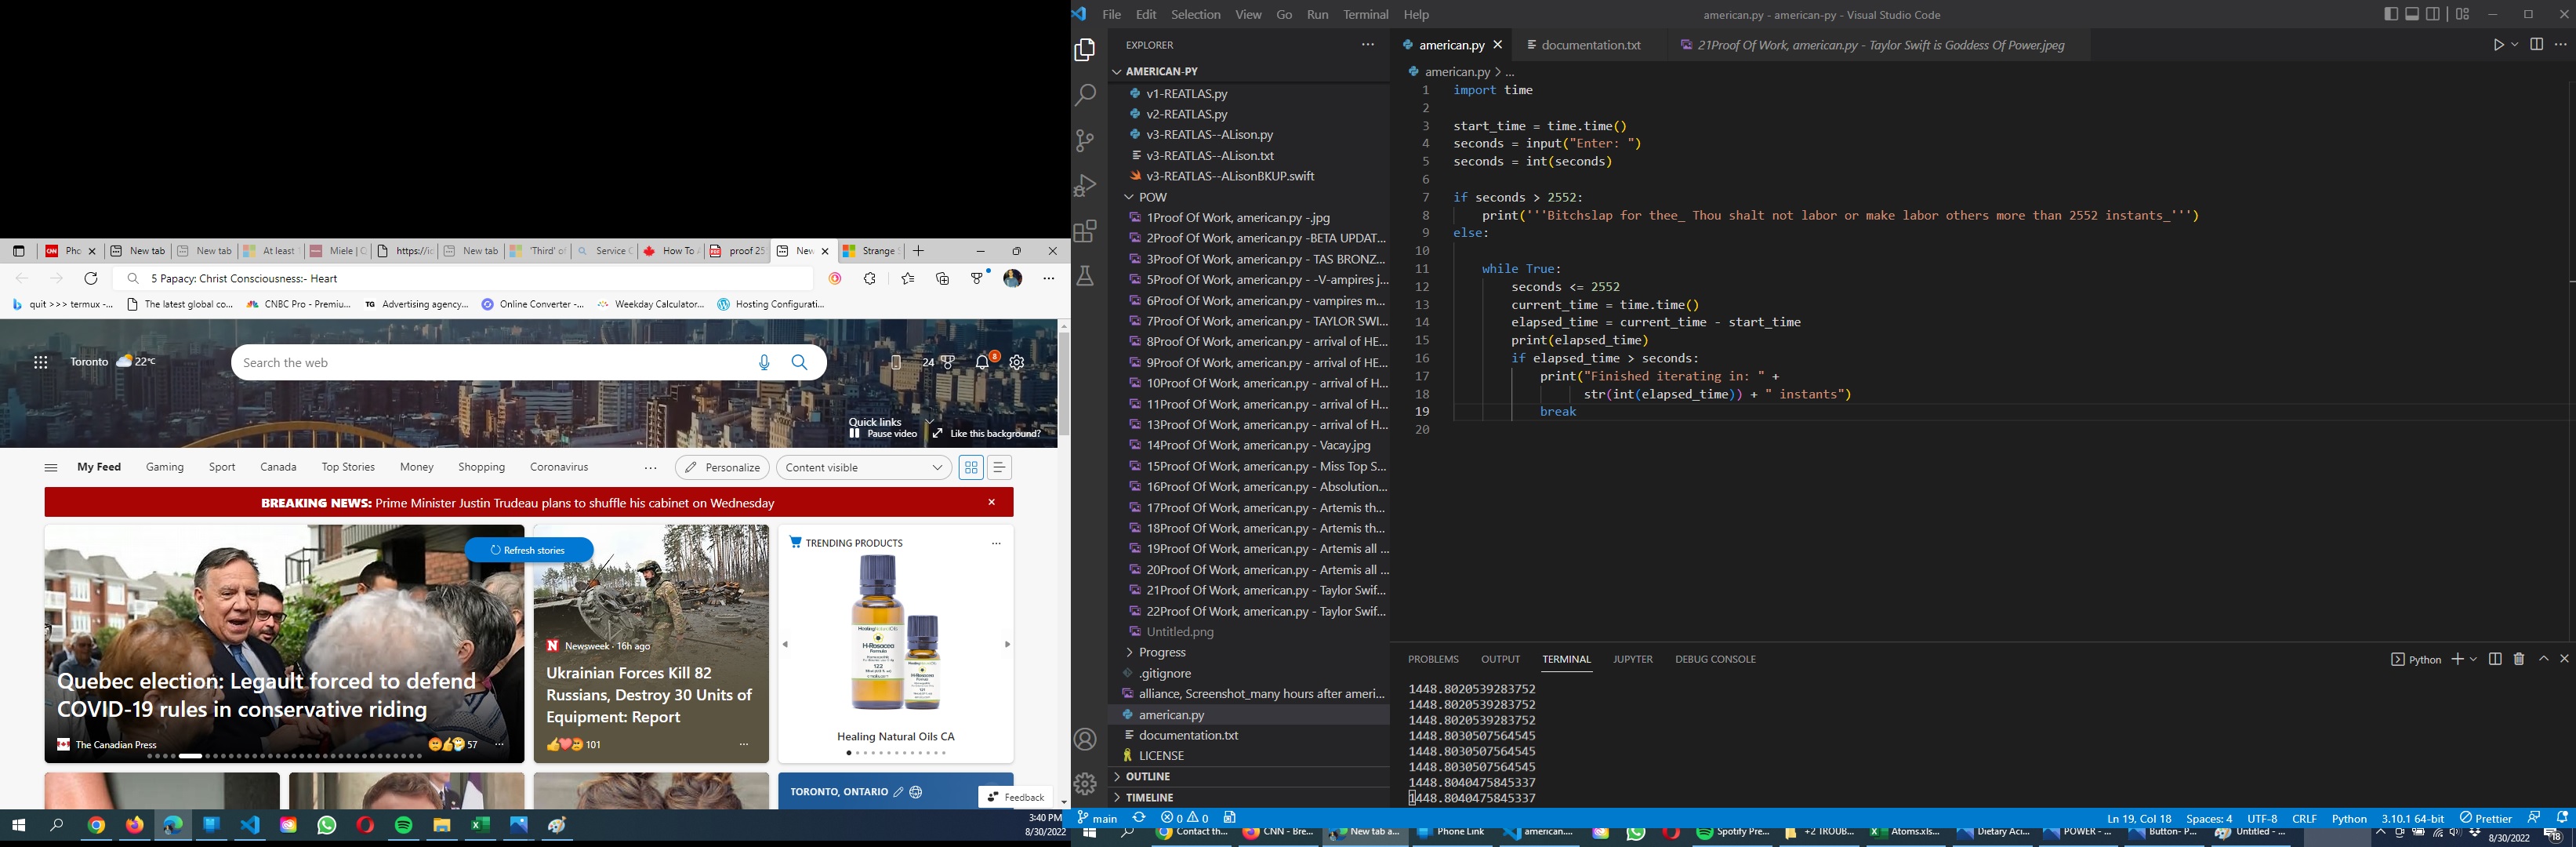 Pho
New tab
New tab
At least
Miele | C
https://ic
New tab
'Third' of
Service C
How To
proof 25
New
Strange S
5 Papacy: Christ Consciousness:- Heart
quit >>> termux -...
The latest global co...
CNBC Pro - Premiu...
TG Advertising agency...
Online Converter -...
Weekday Calculator...
Hosting Configurati...
Toronto 22°C
Search the web
24
8
Quick links
Pause video
Like this background?
My Feed
Gaming
Sport
Canada
Top Stories
Money
Shopping
Coronavirus
Personalize
Content visible
BREAKING NEWS: Prime Minister Justin Trudeau plans to shuffle his cabinet on Wednesday
Refresh stories
Quebec election: Legault forced to defend
COVID-19 rules in conservative riding
The Canadian Press
57
Newsweek · 16h ago
Ukrainian Forces Kill 82
Russians, Destroy 30 Units of
Equipment: Report
101
TRENDING PRODUCTS
H-Rosacea
Formula
122
Healing Natural Oils CA
TORONTO, ONTARIO
Feedback
3:40 PM
8/30/2022
File Edit Selection View Go Run Terminal Help
american.py - american-py - Visual Studio Code
EXPLORER
AMERICAN-PY
v1-REATLAS.py
v2-REATLAS.py
v3-REATLAS--ALison.py
v3-REATLAS--ALison.txt
v3-REATLAS--ALisonBKUP.swift
POW
1Proof Of Work, american.py -.jpg
2Proof Of Work, american.py -BETA UPDAT...
3Proof Of Work, american.py - TAS BRONZ...
5Proof Of Work, american.py - -V-ampires j...
6Proof Of Work, american.py - vampires m...
7Proof Of Work, american.py - TAYLOR SWI...
8Proof Of Work, american.py - arrival of HE...
9Proof Of Work, american.py - arrival of HE...
10Proof Of Work, american.py - arrival of H...
11Proof Of Work, american.py - arrival of H...
13Proof Of Work, american.py - arrival of H...
14Proof Of Work, american.py - Vacay.jpg
15Proof Of Work, american.py - Miss Top S...
16Proof Of Work, american.py - Absolution...
17Proof Of Work, american.py - Artemis th...
18Proof Of Work, american.py - Artemis th...
19Proof Of Work, american.py - Artemis all ...
20Proof Of Work, american.py - Artemis all ...
21Proof Of Work, american.py - Taylor Swif...
22Proof Of Work, american.py - Taylor Swif...
Untitled.png
Progress
.gitignore
alliance, Screenshot_many hours after ameri...
american.py
documentation.txt
LICENSE
OUTLINE
TIMELINE
american.py
documentation.txt
21Proof Of Work, american.py - Taylor Swift is Goddess Of Power.jpeg
american.py > ...
1 import time
2
3 start_time = time.time()
4 seconds = input("Enter: ")
5 seconds = int(seconds)
6
7 if seconds > 2552:
8 print('''Bitchslap for thee_ Thou shalt not labor or make labor others more than 2552 instants_''')
9 else:
10
11 while True:
12 seconds <= 2552
13 current_time = time.time()
14 elapsed_time = current_time - start_time
15 print(elapsed_time)
16 if elapsed_time > seconds:
17 print("Finished iterating in: " +
18 str(int(elapsed_time)) + " instants")
19 break
20
PROBLEMS OUTPUT TERMINAL JUPYTER DEBUG CONSOLE
Python
1448.8020539283752
1448.8020539283752
1448.8020539283752
1448.8030507564545
1448.8030507564545
1448.8030507564545
1448.8040475845337
1448.8040475845337
main
0 0
Ln 19, Col 18
Spaces: 4
UTF-8
CRLF
Python
3.10.1 64-bit
Prettier
Contact th...
CNN - Bre...
New tab a...
Phone Link
american....
Spotify Pre...
+2 TROUB...
Atoms.xls...
Dietary Aci...
POWER - ...
Button- P...
Untitled - ...
8/30/2022
18